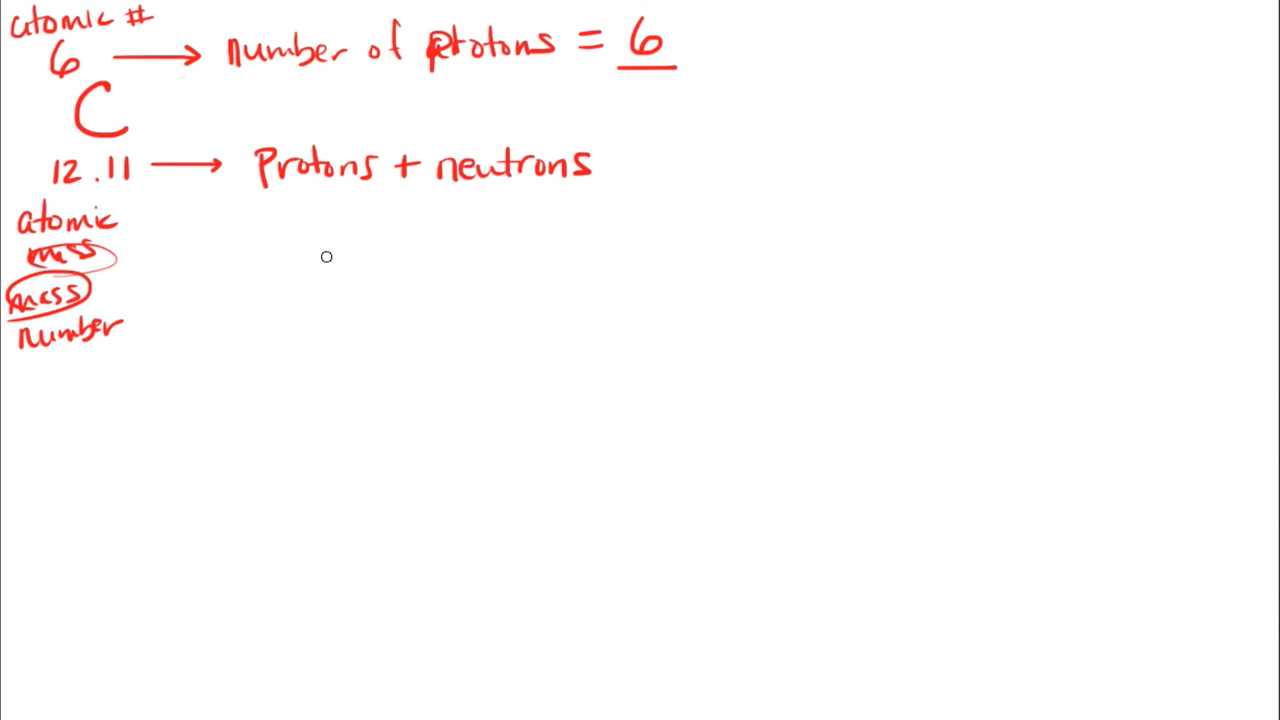 atomic #
6 → number of protons = 6
C
12.11 → Protons + neutrons
atomic
mass
mass
number